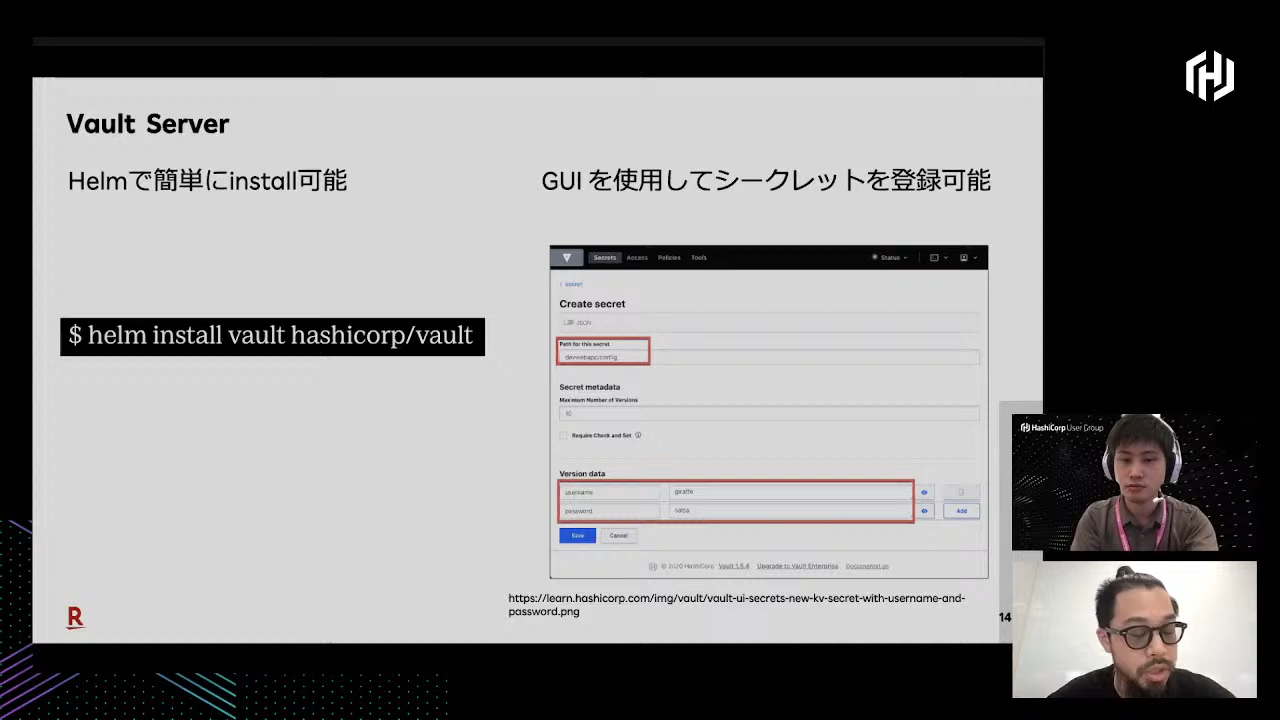 Vault Server
Helmで簡単にinstall可能
GUI を使用してシークレットを登録可能
$ helm install vault hashicorp/vault
Secrets Access Policies Tools
Status
‹ secret
Create secret
JSON
Path for this secret
dev/webapp/config
Secret metadata
Maximum Number of Versions
10
Require Check and Set
Version data
username giraffe
password salsa
Add
Save Cancel
© 2020 HashiCorp Vault 1.5.4 Upgrade to Vault Enterprise Documentation
https://learn.hashicorp.com/img/vault/vault-ui-secrets-new-kv-secret-with-username-and-
password.png
R
14
HashiCorp User Group